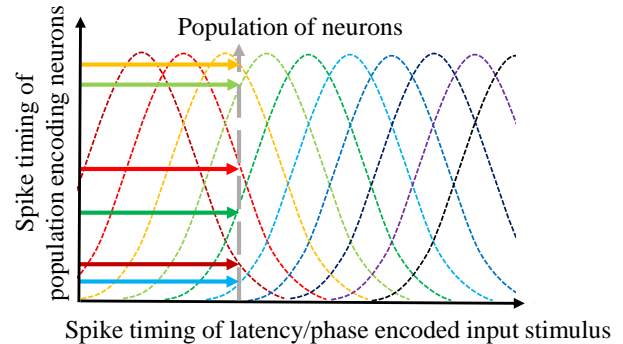 Population of neurons
Spike timing of
population encoding neurons
Spike timing of latency/phase encoded input stimulus